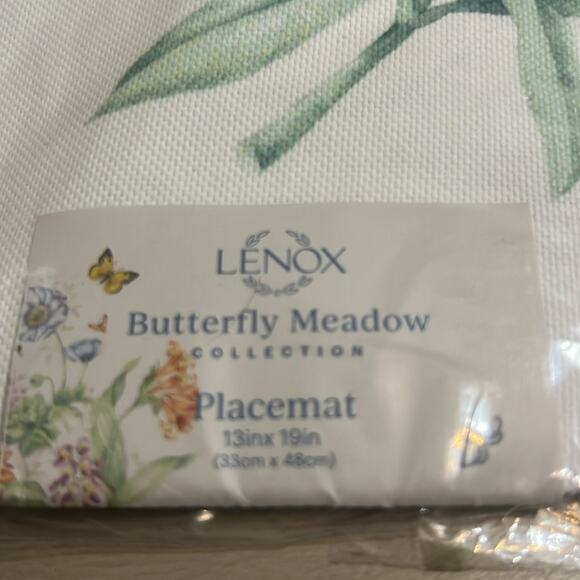 LENOX
Butterfly Meadow
COLLECTION
Placemat
13inx 19in
(33cm x 48cm)